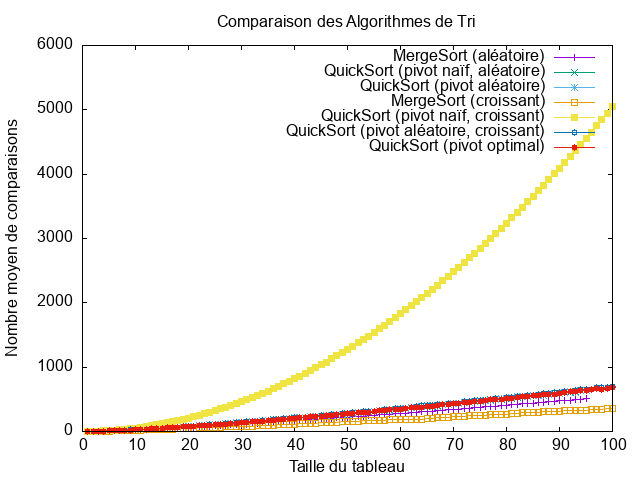 Comparaison des Algorithmes de Tri
Nombre moyen de comparaisons
6000
5000
4000
3000
2000
1000
0
MergeSort (aléatoire)
QuickSort (pivot naïf, aléatoire)
QuickSort (pivot aléatoire)
MergeSort (croissant)
QuickSort (pivot naïf, croissant)
QuickSort (pivot aléatoire, croissant)
QuickSort (pivot optimal)
0 10 20 30 40 50 60 70 80 90 100
Taille du tableau